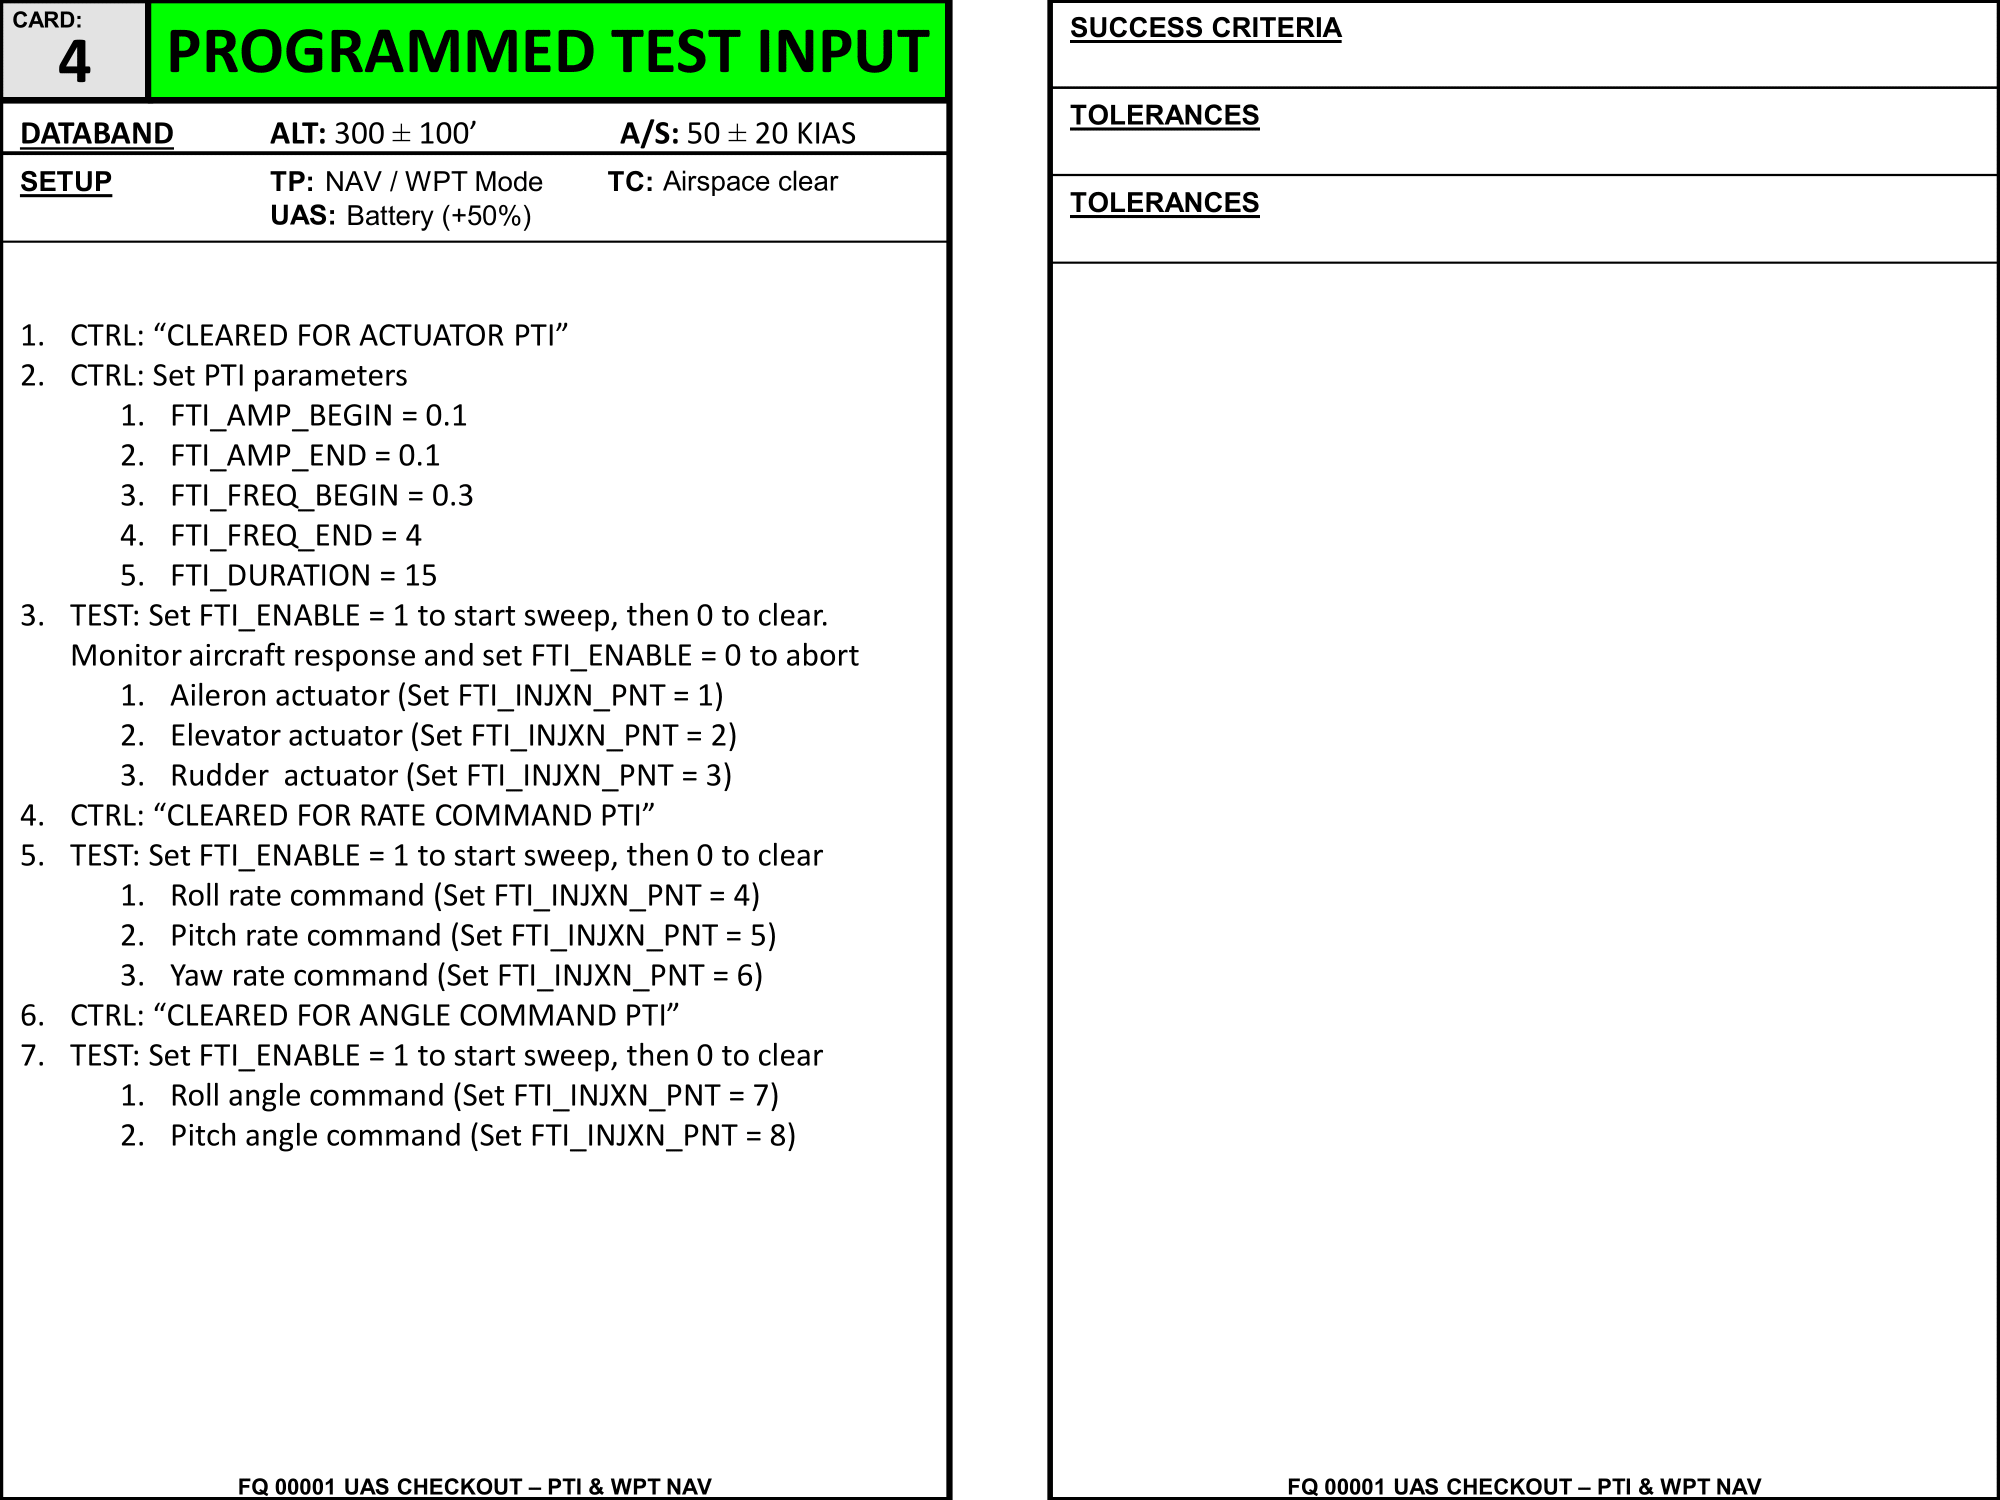 CARD:
4
PROGRAMMED TEST INPUT
DATABAND ALT: 300 ± 100’ A/S: 50 ± 20 KIAS
SETUP TP: NAV / WPT Mode TC: Airspace clear
UAS: Battery (+50%)
1. CTRL: “CLEARED FOR ACTUATOR PTI”
2. CTRL: Set PTI parameters
1. FTI_AMP_BEGIN = 0.1
2. FTI_AMP_END = 0.1
3. FTI_FREQ_BEGIN = 0.3
4. FTI_FREQ_END = 4
5. FTI_DURATION = 15
3. TEST: Set FTI_ENABLE = 1 to start sweep, then 0 to clear.
Monitor aircraft response and set FTI_ENABLE = 0 to abort
1. Aileron actuator (Set FTI_INJXN_PNT = 1)
2. Elevator actuator (Set FTI_INJXN_PNT = 2)
3. Rudder  actuator (Set FTI_INJXN_PNT = 3)
4. CTRL: “CLEARED FOR RATE COMMAND PTI”
5. TEST: Set FTI_ENABLE = 1 to start sweep, then 0 to clear
1. Roll rate command (Set FTI_INJXN_PNT = 4)
2. Pitch rate command (Set FTI_INJXN_PNT = 5)
3. Yaw rate command (Set FTI_INJXN_PNT = 6)
6. CTRL: “CLEARED FOR ANGLE COMMAND PTI”
7. TEST: Set FTI_ENABLE = 1 to start sweep, then 0 to clear
1. Roll angle command (Set FTI_INJXN_PNT = 7)
2. Pitch angle command (Set FTI_INJXN_PNT = 8)
FQ 00001 UAS CHECKOUT – PTI & WPT NAV
SUCCESS CRITERIA
TOLERANCES
TOLERANCES
FQ 00001 UAS CHECKOUT – PTI & WPT NAV